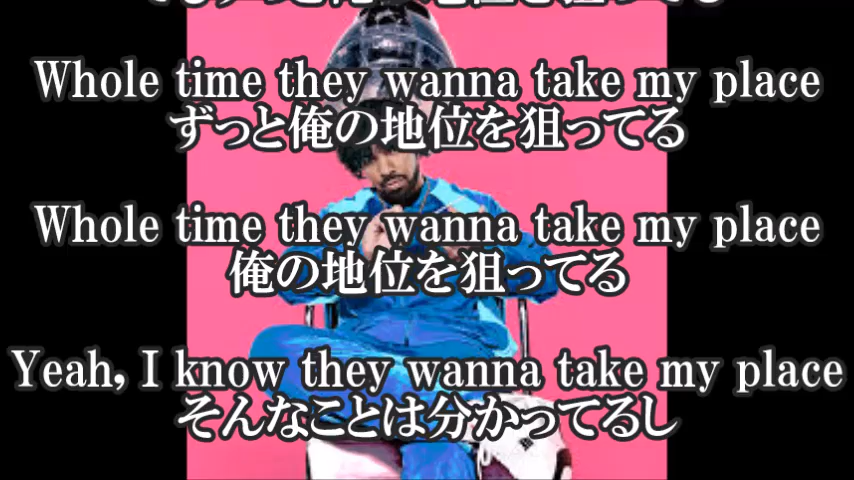 Whole time they wanna take my place
ずっと俺の地位を狙ってる
Whole time they wanna take my place
俺の地位を狙ってる
Yeah, I know they wanna take my place
そんなことは分かってるし